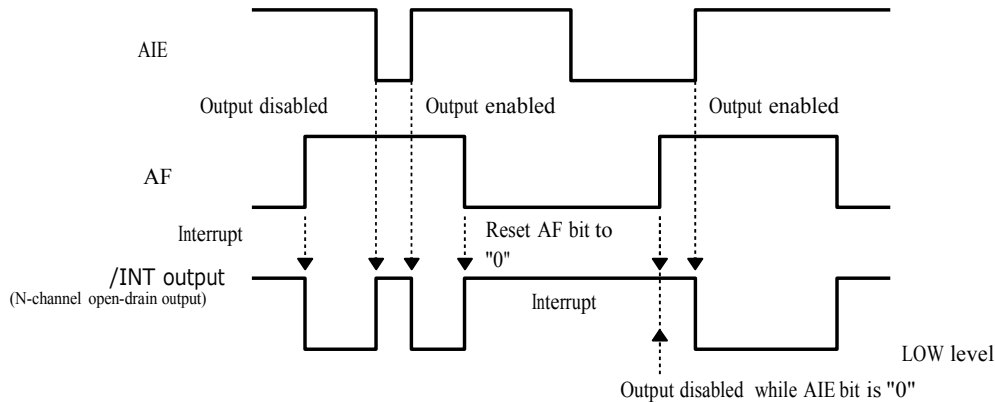 AIE
Output disabled
Output enabled
Output enabled
AF
Interrupt
Reset AF bit to
"0"
/INT output
(N-channel open-drain output)
Interrupt
LOW level
Output disabled while AIE bit is "0"